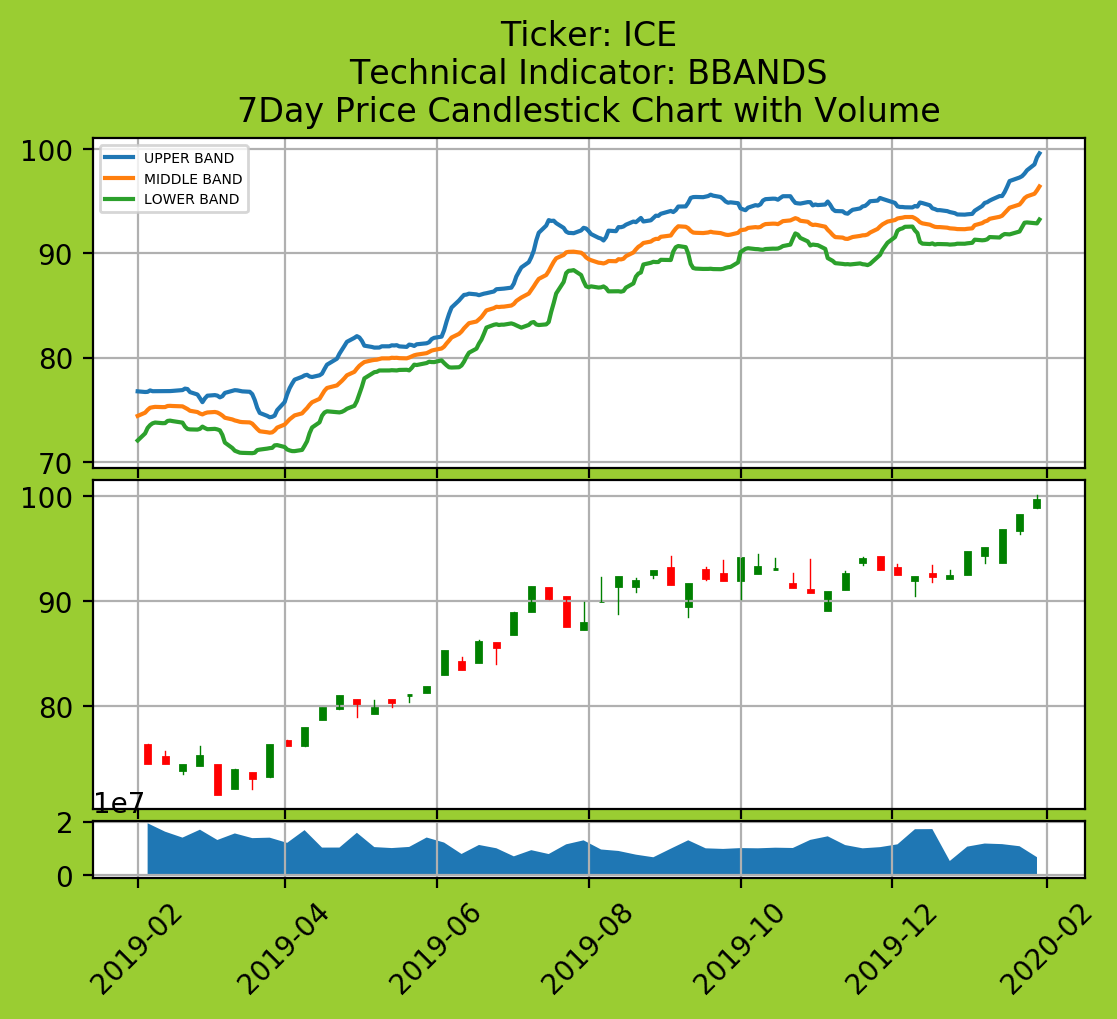 Ticker: ICE
Technical Indicator: BBANDS
7Day Price Candlestick Chart with Volume
100
90
80
70
UPPER BAND
MIDDLE BAND
LOWER BAND
100
90
80
1e7
2
0
2019-02
2019-04
2019-06
2019-08
2019-10
2019-12
2020-02